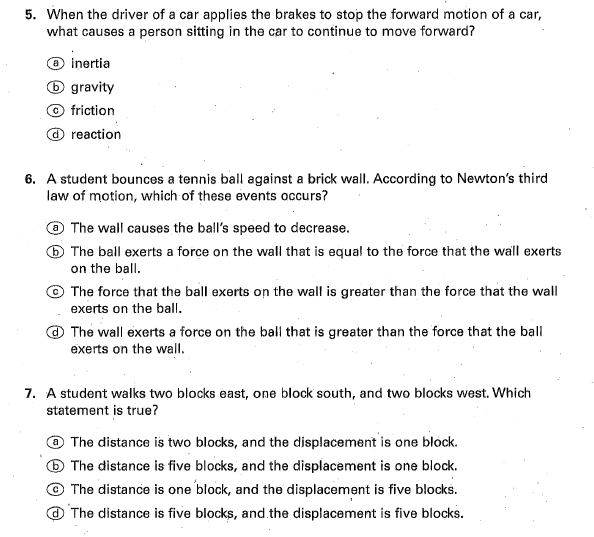 5. When the driver of a car applies the brakes to stop the forward motion of a car,
what causes a person sitting in the car to continue to move forward?
ⓐ inertia
ⓑ gravity
ⓒ friction
ⓓ reaction
6. A student bounces a tennis ball against a brick wall. According to Newton's third
law of motion, which of these events occurs?
ⓐ The wall causes the ball's speed to decrease.
ⓑ The ball exerts a force on the wall that is equal to the force that the wall exerts
on the ball.
ⓒ The force that the ball exerts on the wall is greater than the force that the wall
exerts on the ball.
ⓓ The wall exerts a force on the ball that is greater than the force that the ball
exerts on the wall.
7. A student walks two blocks east, one block south, and two blocks west. Which
statement is true?
ⓐ The distance is two blocks, and the displacement is one block.
ⓑ The distance is five blocks, and the displacement is one block.
ⓒ The distance is one block, and the displacement is five blocks.
ⓓ The distance is five blocks, and the displacement is five blocks.